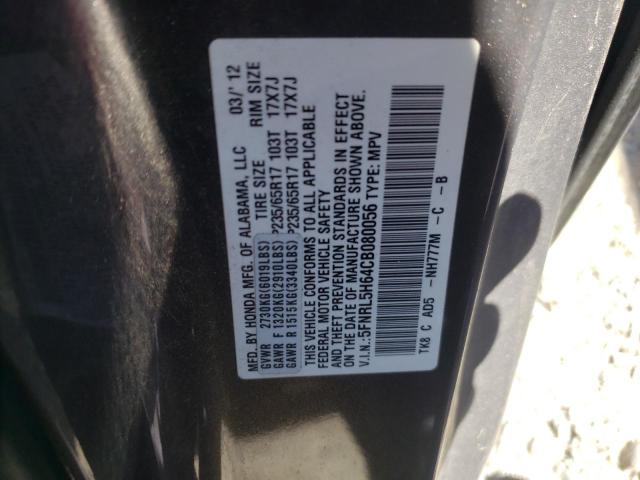 MFD. BY HONDA MFG. OF ALABAMA, LLC 03/'12
TIRE SIZE RIM SIZE
GVWR 2730KG(6019LBS)
GAWR F 1320KG(2910LBS) P235/65R17 103T 17X7J
GAWR R 1515KG(3340LBS) P235/65R17 103T 17X7J
THIS VEHICLE CONFORMS TO ALL APPLICABLE
FEDERAL MOTOR VEHICLE SAFETY
AND THEFT PREVENTION STANDARDS IN EFFECT
ON THE DATE OF MANUFACTURE SHOWN ABOVE.
V.I.N.:5FNRL5H64CB080056 TYPE: MPV
TK8 C AD5 - NH777M - C - B